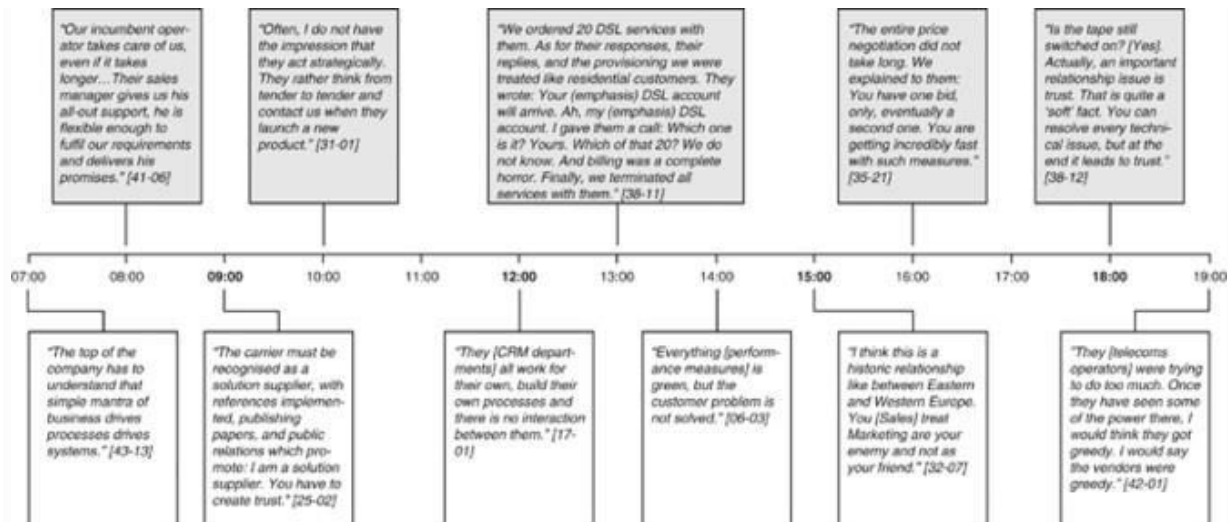 "Our incumbent oper-
ator takes care of us,
even if it takes
longer...Their sales
manager gives us his
all-out support, he is
flexible enough to
fulfil our requirements
and delivers his
promises." [41-06]
"Often, I do not have
the impression that
they act strategically.
They rather think from
tender to tender and
contact us when they
launch a new
product." [31-01]
"We ordered 20 DSL services with
them. As for their responses, their
replies, and the provisioning we were
treated like residential customers. They
wrote: Your (emphasis) DSL account
will arrive. Ah, my (emphasis) DSL
account. I gave them a call: Which one
is it? Yours. Which of that 20? We do
not know. And billing was a complete
horror. Finally, we terminated all
services with them." [38-11]
"The entire price
negotiation did not
take long. We
explained to them:
You have one bid,
only, eventually a
second one. You are
getting incredibly fast
with such measures."
[35-21]
"Is the tape still
switched on? [Yes].
Actually, an important
relationship issue is
trust. That is quite a
'soft' fact. You can
resolve every techni-
cal issue, but at the
end it leads to trust."
[38-12]
07:00 08:00 09:00 10:00 11:00 12:00 13:00 14:00 15:00 16:00 17:00 18:00 19:00
"The top of the
company has to
understand that
simple mantra of
business drives
processes drives
systems." [43-13]
"The carrier must be
recognised as a
solution supplier, with
references implemen-
ted, publishing
papers, and public
relations which pro-
mote: I am a solution
supplier. You have to
create trust." [25-02]
"They [CRM depart-
ments] all work for
their own, build their
own processes and
there is no interaction
between them." [17-
01]
"Everything [perform-
ance measures] is
green, but the
customer problem is
not solved." [06-03]
"I think this is a
historic relationship
like between Eastern
and Western Europe.
You [Sales] treat
Marketing are your
enemy and not as
your friend." [32-07]
"They [telecoms
operators] were trying
to do too much. Once
they have seen some
of the power there, I
would think they got
greedy. I would say
the vendors were
greedy." [42-01]